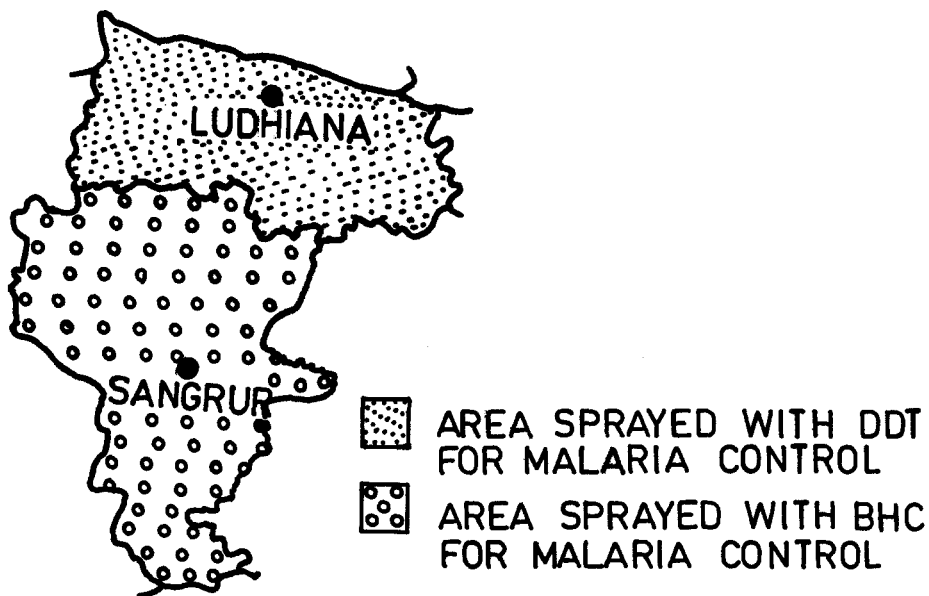 LUDHIANA
SANGRUR
AREA SPRAYED WITH DDT
FOR MALARIA CONTROL
AREA SPRAYED WITH BHC
FOR MALARIA CONTROL